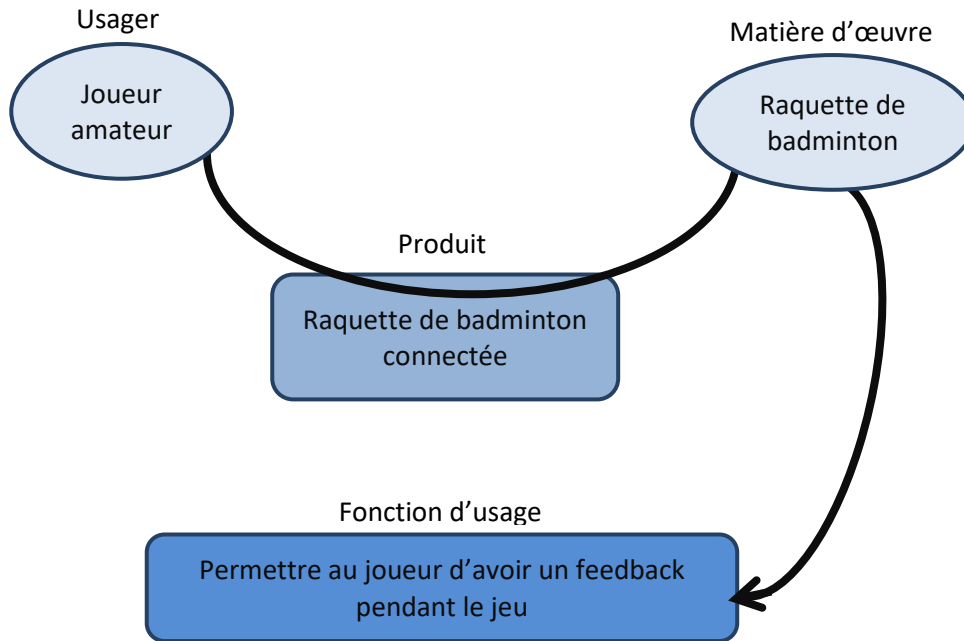 Usager
Joueur
amateur
Matière d’œuvre
Raquette de
badminton
Produit
Raquette de badminton
connectée
Fonction d’usage
Permettre au joueur d’avoir un feedback
pendant le jeu